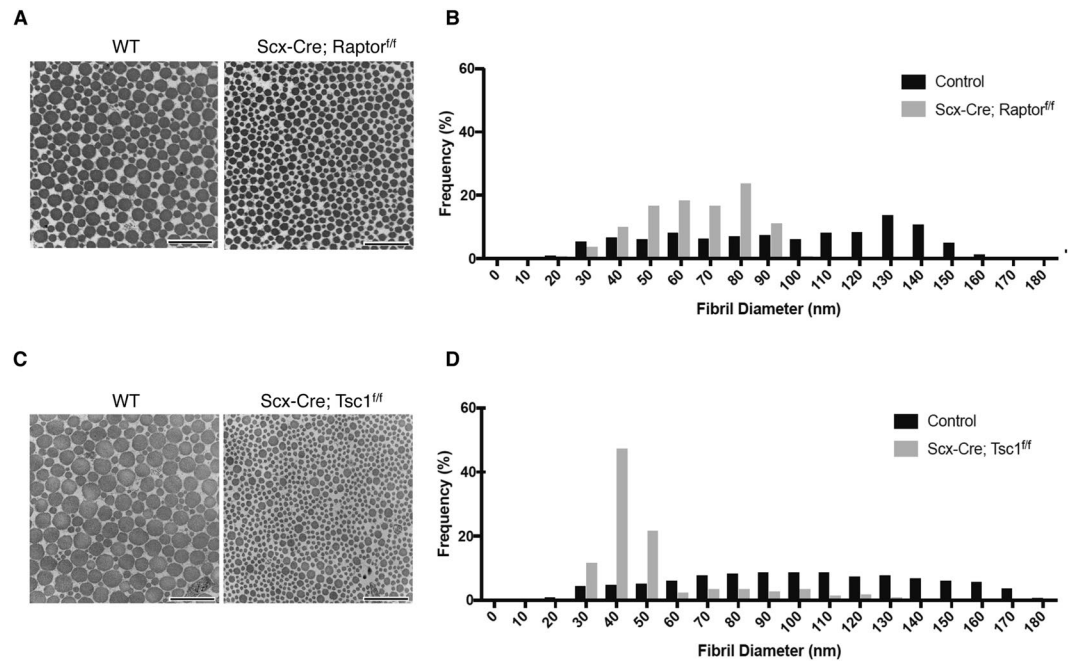 A
WT
Scx-Cre; Raptorf/f
B
60
40
20
0
Frequency (%)
Control
Scx-Cre; Raptorf/f
0 10 20 30 40 50 60 70 80 90 100 110 120 130 140 150 160 170 180
Fibril Diameter (nm)
C
WT
Scx-Cre; Tsc1f/f
D
60
40
20
0
Frequency (%)
Control
Scx-Cre; Tsc1f/f
0 10 20 30 40 50 60 70 80 90 100 110 120 130 140 150 160 170 180
Fibril Diameter (nm)